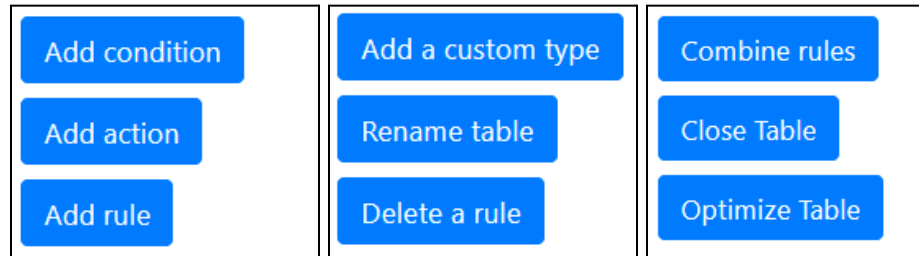 Add condition
Add action
Add rule
Add a custom type
Rename table
Delete a rule
Combine rules
Close Table
Optimize Table